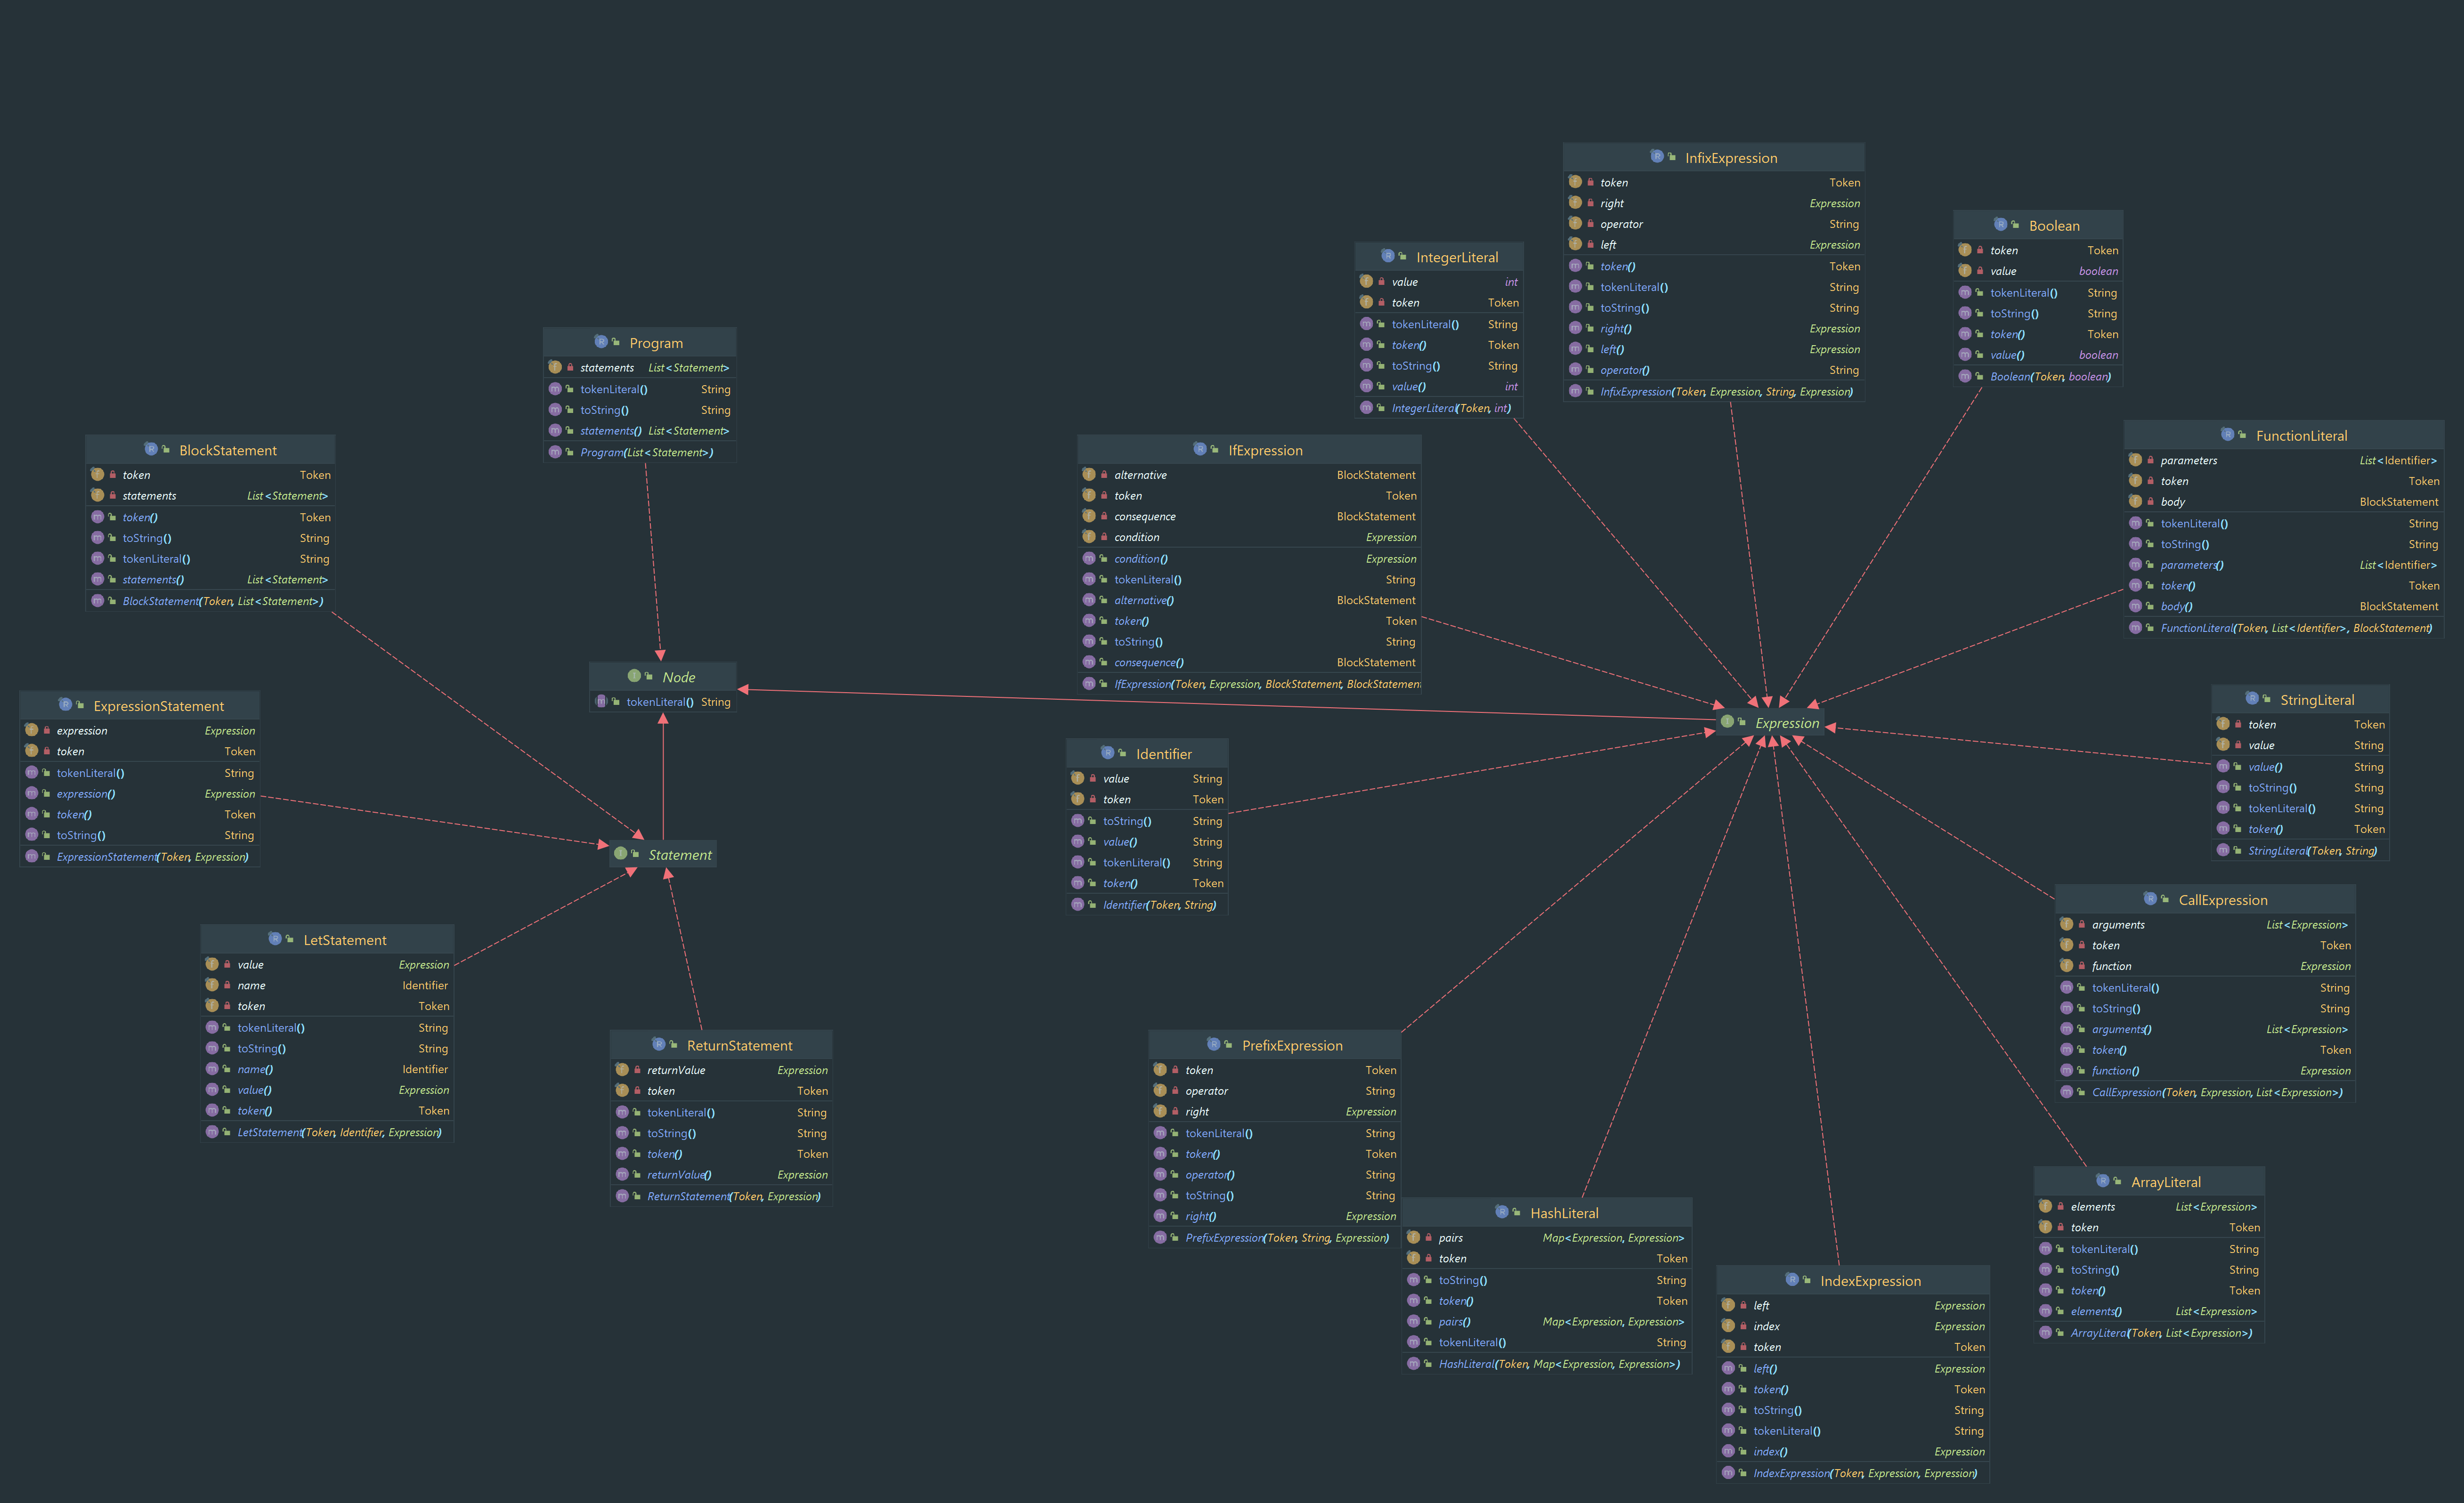 InfixExpression
token Token
right Expression
operator String
left Expression
token() Token
tokenLiteral() String
toString() String
right() Expression
left() Expression
operator() String
InfixExpression(Token, Expression, String, Expression)
Boolean
token Token
value boolean
tokenLiteral() String
toString() String
token() Token
value() boolean
Boolean(Token, boolean)
IntegerLiteral
value int
token Token
tokenLiteral() String
token() Token
toString() String
value() int
IntegerLiteral(Token, int)
Program
statements List<Statement>
tokenLiteral() String
toString() String
statements() List<Statement>
Program(List<Statement>)
FunctionLiteral
parameters List<Identifier>
token Token
body BlockStatement
tokenLiteral() String
toString() String
parameters() List<Identifier>
token() Token
body() BlockStatement
FunctionLiteral(Token, List<Identifier>, BlockStatement)
BlockStatement
token Token
statements List<Statement>
token() Token
toString() String
tokenLiteral() String
statements() List<Statement>
BlockStatement(Token, List<Statement>)
IfExpression
alternative BlockStatement
token Token
consequence BlockStatement
condition Expression
condition() Expression
tokenLiteral() String
alternative() BlockStatement
token() Token
toString() String
consequence() BlockStatement
IfExpression(Token, Expression, BlockStatement, BlockStatement
Node
tokenLiteral() String
StringLiteral
token Token
value String
value() String
toString() String
tokenLiteral() String
token() Token
StringLiteral(Token, String)
ExpressionStatement
expression Expression
token Token
tokenLiteral() String
expression() Expression
token() Token
toString() String
ExpressionStatement(Token, Expression)
Expression
Identifier
value String
token Token
toString() String
value() String
tokenLiteral() String
token() Token
Identifier(Token, String)
Statement
CallExpression
arguments List<Expression>
token Token
function Expression
tokenLiteral() String
toString() String
arguments() List<Expression>
token() Token
function() Expression
CallExpression(Token, Expression, List<Expression>)
LetStatement
value Expression
name Identifier
token Token
tokenLiteral() String
toString() String
name() Identifier
value() Expression
token() Token
LetStatement(Token, Identifier, Expression)
ReturnStatement
returnValue Expression
token Token
tokenLiteral() String
toString() String
token() Token
returnValue() Expression
ReturnStatement(Token, Expression)
PrefixExpression
token Token
operator String
right Expression
tokenLiteral() String
token() Token
operator() String
toString() String
right() Expression
PrefixExpression(Token, String, Expression)
ArrayLiteral
elements List<Expression>
token Token
tokenLiteral() String
toString() String
token() Token
elements() List<Expression>
ArrayLiteral(Token, List<Expression>)
HashLiteral
pairs Map<Expression, Expression>
token Token
toString() String
token() Token
pairs() Map<Expression, Expression>
tokenLiteral() String
HashLiteral(Token, Map<Expression, Expression>)
IndexExpression
left Expression
index Expression
token Token
left() Expression
token() Token
toString() String
tokenLiteral() String
index() Expression
IndexExpression(Token, Expression, Expression)